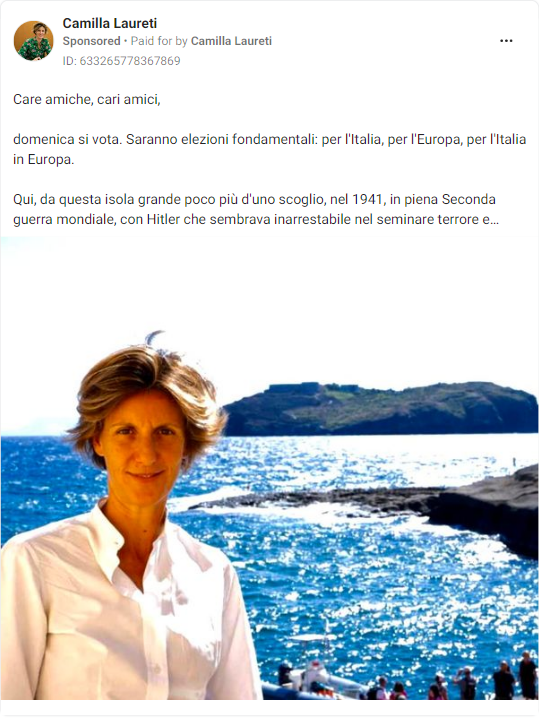 Camilla Laureti
Sponsored • Paid for by Camilla Laureti
ID: 633265778367869
Care amiche, cari amici,
domenica si vota. Saranno elezioni fondamentali: per l'Italia, per l'Europa, per l'Italia
in Europa.
Qui, da questa isola grande poco più d'uno scoglio, nel 1941, in piena Seconda
guerra mondiale, con Hitler che sembrava inarrestabile nel seminare terrore e...